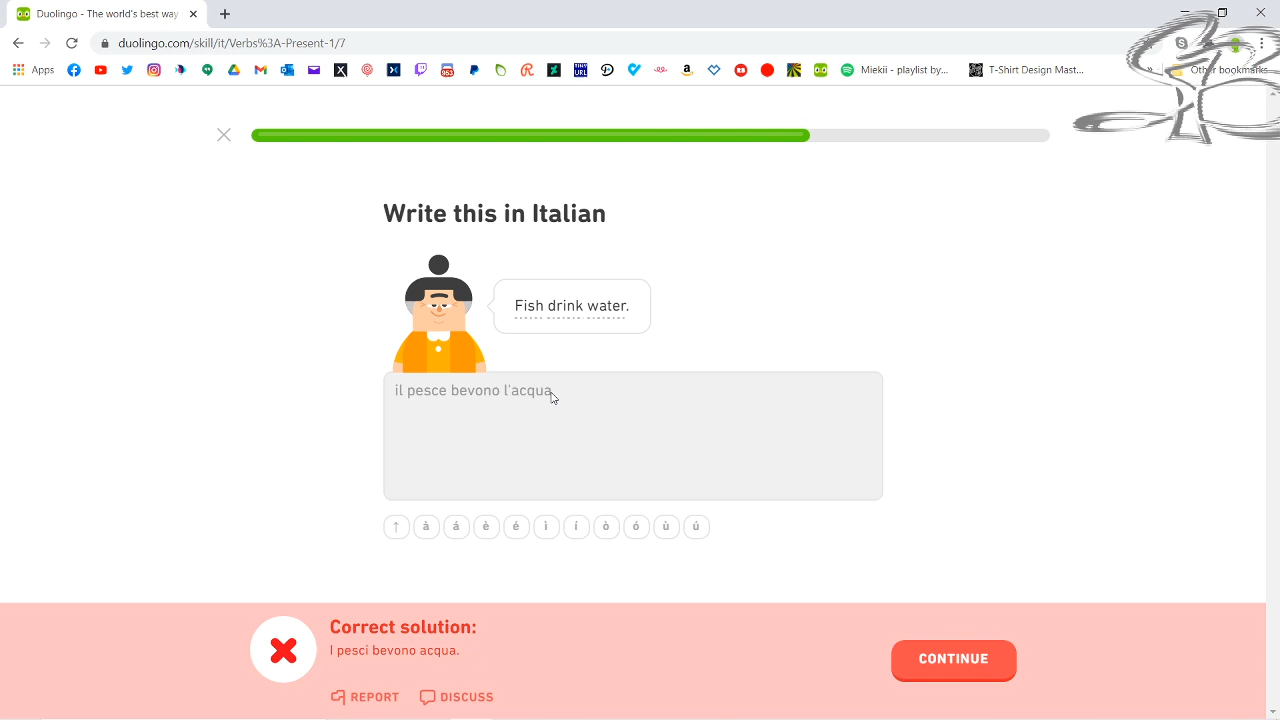 Duolingo - The world's best way
duolingo.com/skill/it/Verbs%3A-Present-1/7
Apps
Miekii - playlist by...
T-Shirt Design Mast...
»
Other bookmarks
Write this in Italian
Fish drink water.
il pesce bevono l'acqua
↑ à á è é ì í ò ó ù ú
Correct solution:
I pesci bevono acqua.
CONTINUE
REPORT DISCUSS